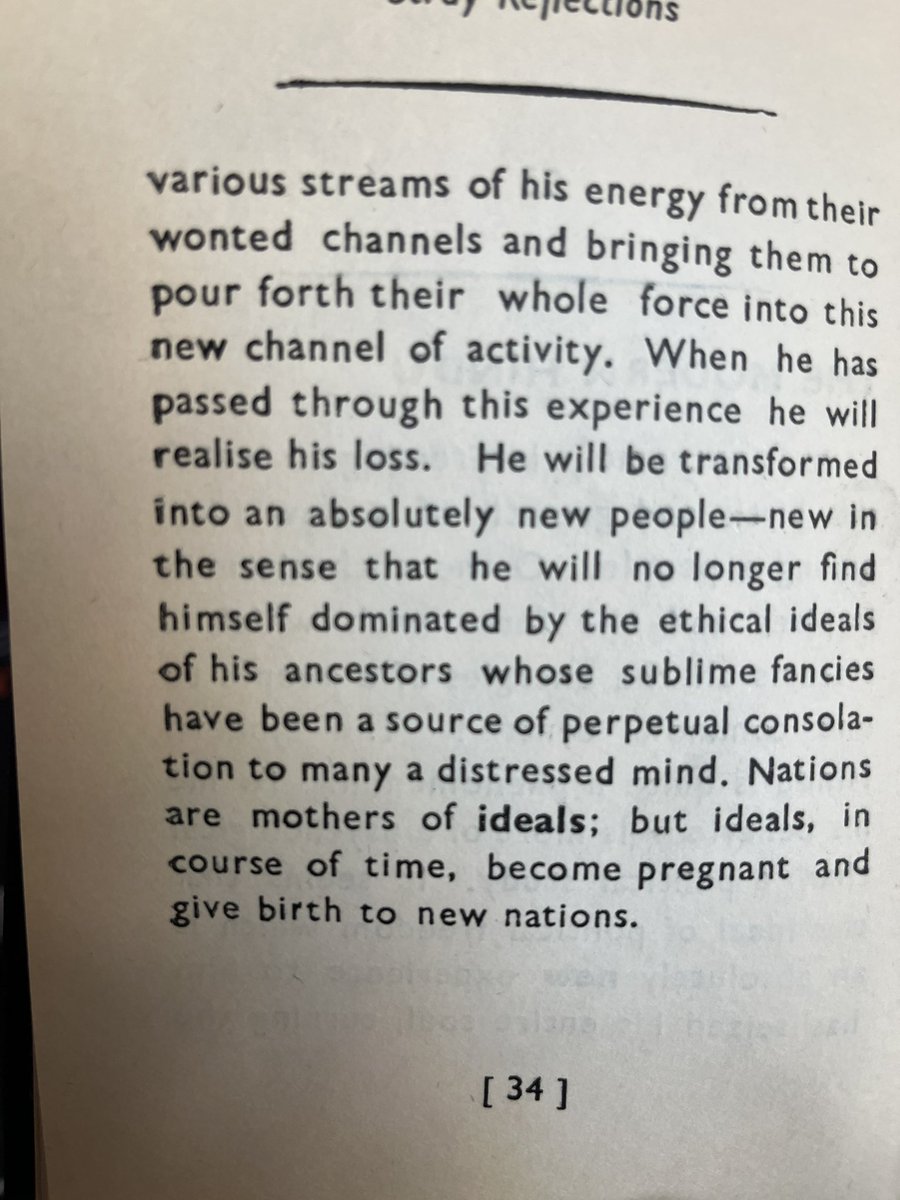 Stray Reflections
various streams of his energy from their
wonted channels and bringing them to
pour forth their whole force into this
new channel of activity. When he has
passed through this experience he will
realise his loss. He will be transformed
into an absolutely new people—new in
the sense that he will no longer find
himself dominated by the ethical ideals
of his ancestors whose sublime fancies
have been a source of perpetual consola-
tion to many a distressed mind. Nations
are mothers of ideals; but ideals, in
course of time, become pregnant and
give birth to new nations.
[ 34 ]